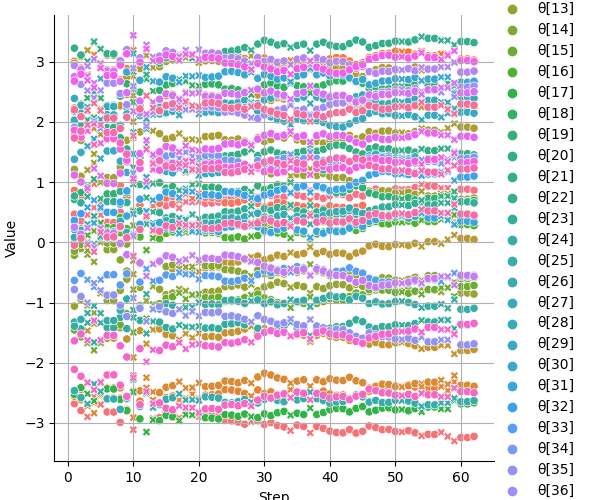 3
2
1
0
−1
−2
−3
Value
0
10
20
30
40
50
60
Step
θ[13]
θ[14]
θ[15]
θ[16]
θ[17]
θ[18]
θ[19]
θ[20]
θ[21]
θ[22]
θ[23]
θ[24]
θ[25]
θ[26]
θ[27]
θ[28]
θ[29]
θ[30]
θ[31]
θ[32]
θ[33]
θ[34]
θ[35]
θ[36]